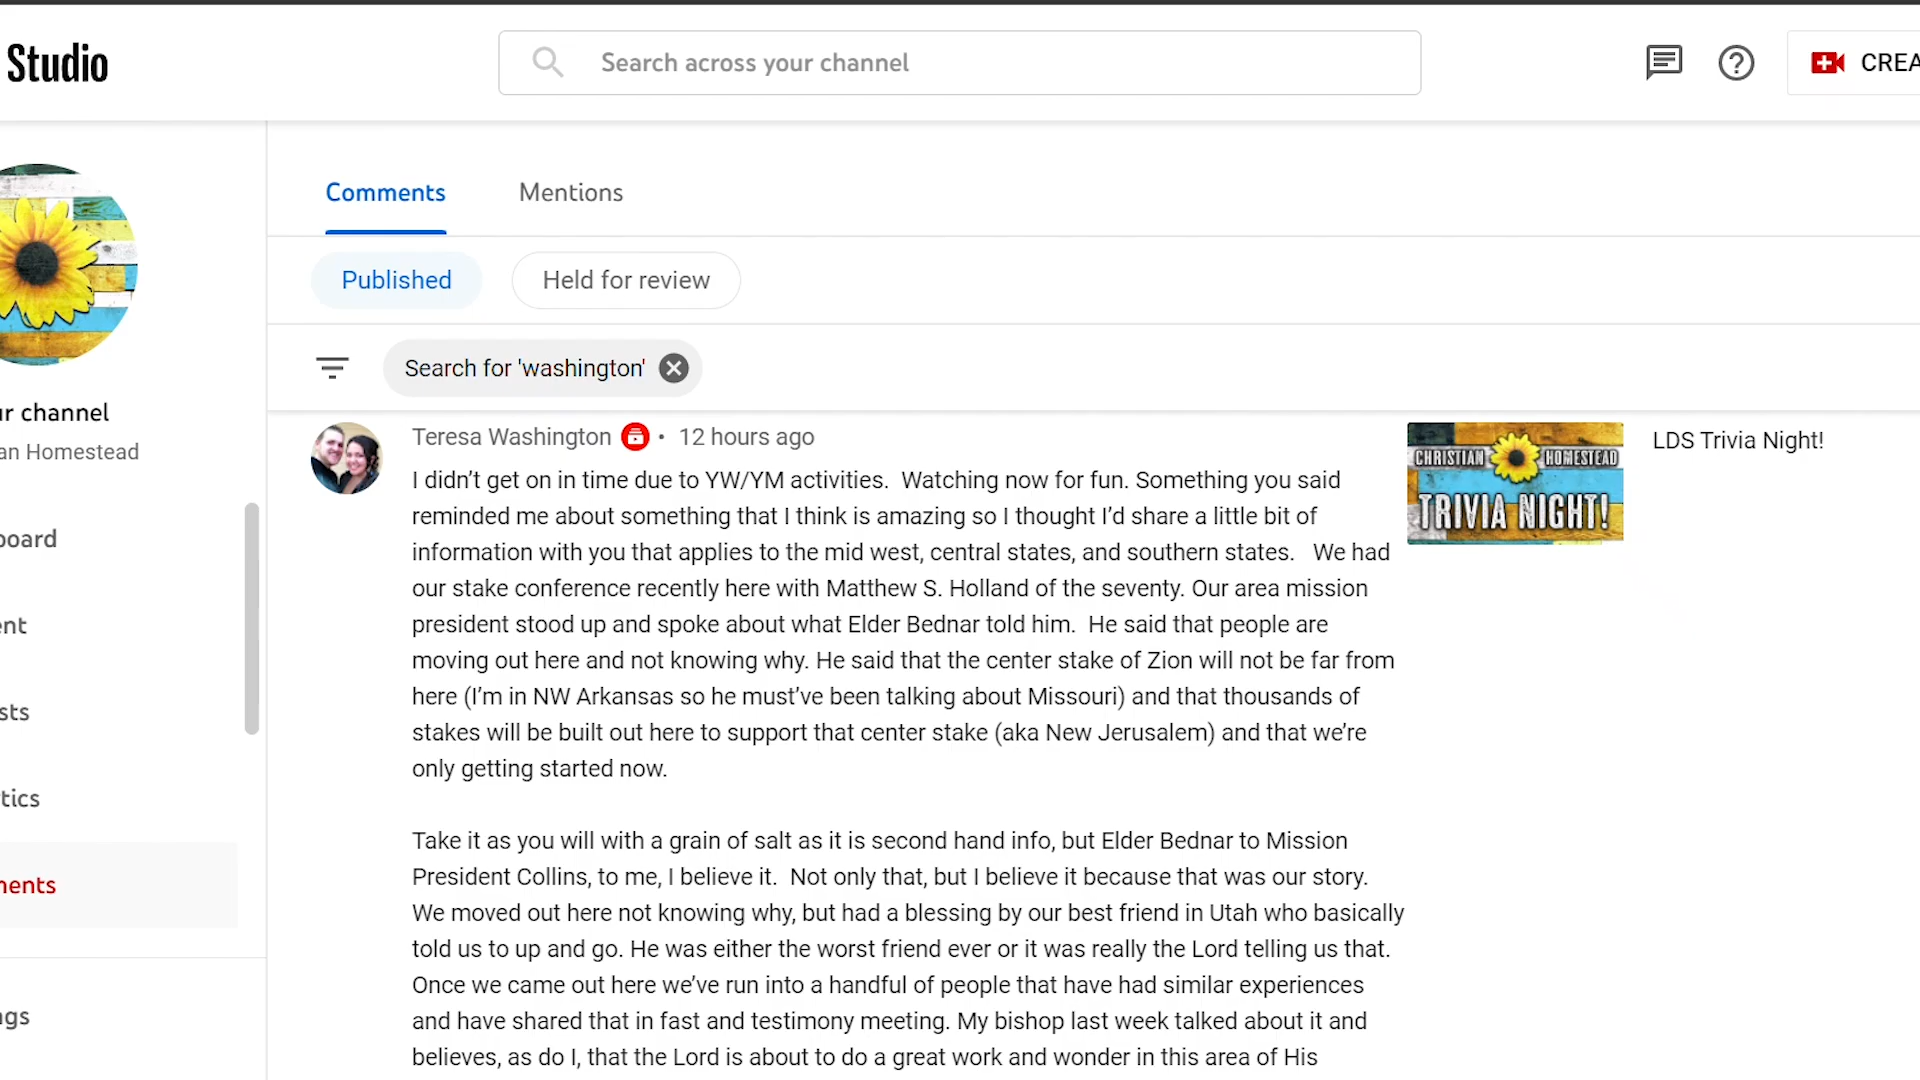 Studio
Search across your channel
CREA
Comments
Mentions
Published
Held for review
Search for 'washington'
ur channel
an Homestead
oard
ent
sts
tics
ments
ngs
Teresa Washington • 12 hours ago
I didn’t get on in time due to YW/YM activities.  Watching now for fun. Something you said
reminded me about something that I think is amazing so I thought I’d share a little bit of
information with you that applies to the mid west, central states, and southern states.   We had
our stake conference recently here with Matthew S. Holland of the seventy. Our area mission
president stood up and spoke about what Elder Bednar told him.  He said that people are
moving out here and not knowing why. He said that the center stake of Zion will not be far from
here (I’m in NW Arkansas so he must’ve been talking about Missouri) and that thousands of
stakes will be built out here to support that center stake (aka New Jerusalem) and that we’re
only getting started now.
Take it as you will with a grain of salt as it is second hand info, but Elder Bednar to Mission
President Collins, to me, I believe it.  Not only that, but I believe it because that was our story.
We moved out here not knowing why, but had a blessing by our best friend in Utah who basically
told us to up and go. He was either the worst friend ever or it was really the Lord telling us that.
Once we came out here we’ve run into a handful of people that have had similar experiences
and have shared that in fast and testimony meeting. My bishop last week talked about it and
believes, as do I, that the Lord is about to do a great work and wonder in this area of His
CHRISTIAN HOMESTEAD
TRIVIA NIGHT!
LDS Trivia Night!